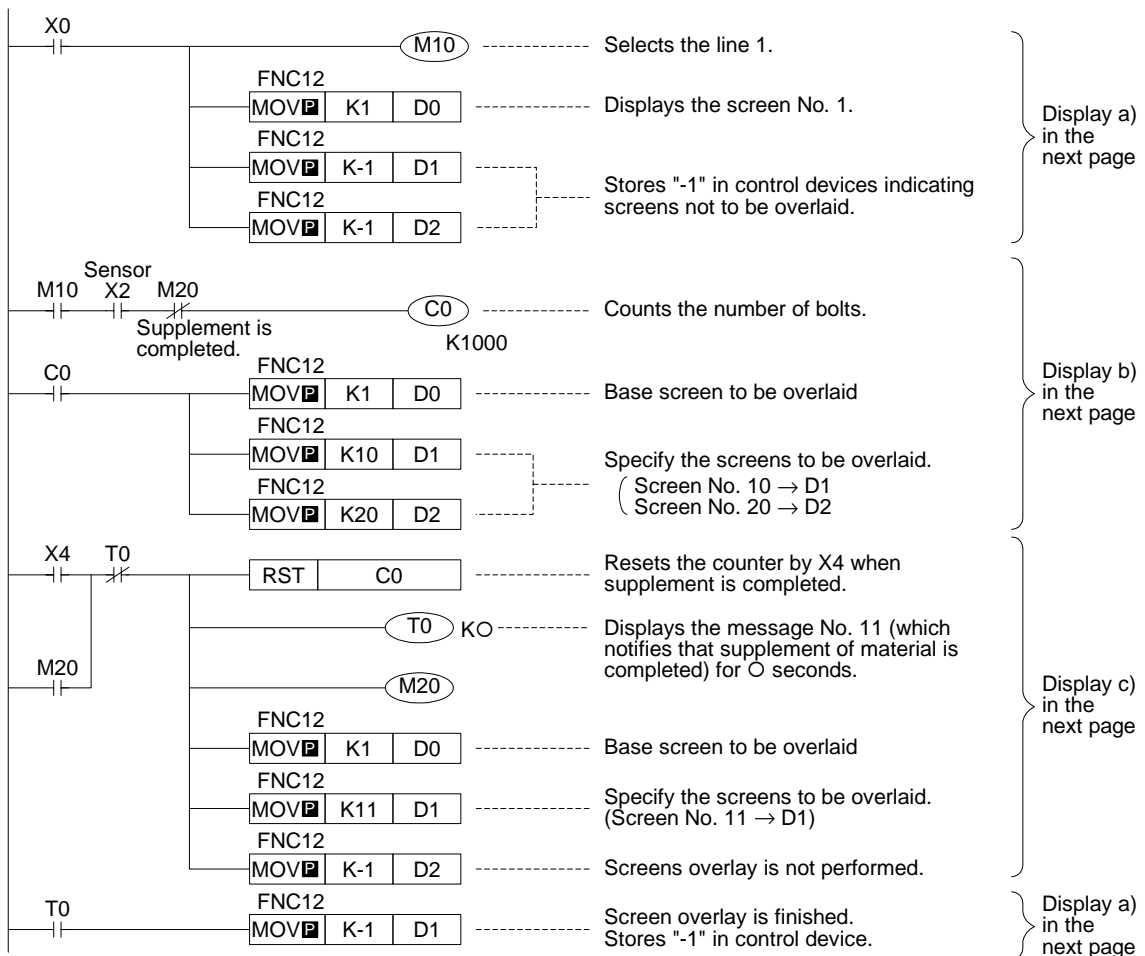 X0
M10 Selects the line 1.
FNC12
MOVP K1 D0 Displays the screen No. 1.
FNC12
MOVP K-1 D1
Stores "-1" in control devices indicating
screens not to be overlaid.
FNC12
MOVP K-1 D2
Display a)
in the
next page
Sensor
M10 X2 M20
C0 Counts the number of bolts.
Supplement is
completed.
K1000
C0
FNC12
MOVP K1 D0 Base screen to be overlaid
FNC12
MOVP K10 D1
Specify the screens to be overlaid.
Screen No. 10 → D1
Screen No. 20 → D2
FNC12
MOVP K20 D2
Display b)
in the
next page
X4 T0
RST C0 Resets the counter by X4 when
supplement is completed.
T0 KO Displays the message No. 11 (which
notifies that supplement of material is
completed) for O seconds.
M20
M20
FNC12
MOVP K1 D0 Base screen to be overlaid
FNC12
MOVP K11 D1 Specify the screens to be overlaid.
(Screen No. 11 → D1)
FNC12
MOVP K-1 D2 Screens overlay is not performed.
Display c)
in the
next page
T0
FNC12
MOVP K-1 D1 Screen overlay is finished.
Stores "-1" in control device.
Display a)
in the
next page